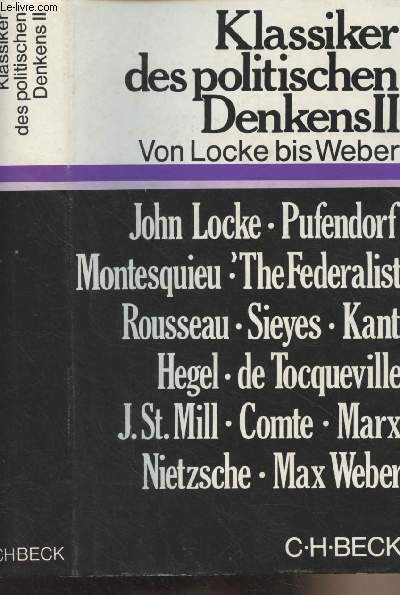 Le-livre.com
Klassiker
des politischen
Denkens II
Klassiker
des politischen
Denkens II
Von Locke bis Weber
John Locke · Pufendorf
Montesquieu · The Federalist
Rousseau · Sieyes · Kant
Hegel · de Tocqueville
J. St. Mill · Comte · Marx
Nietzsche · Max Weber
CHBECK
C·H·BECK